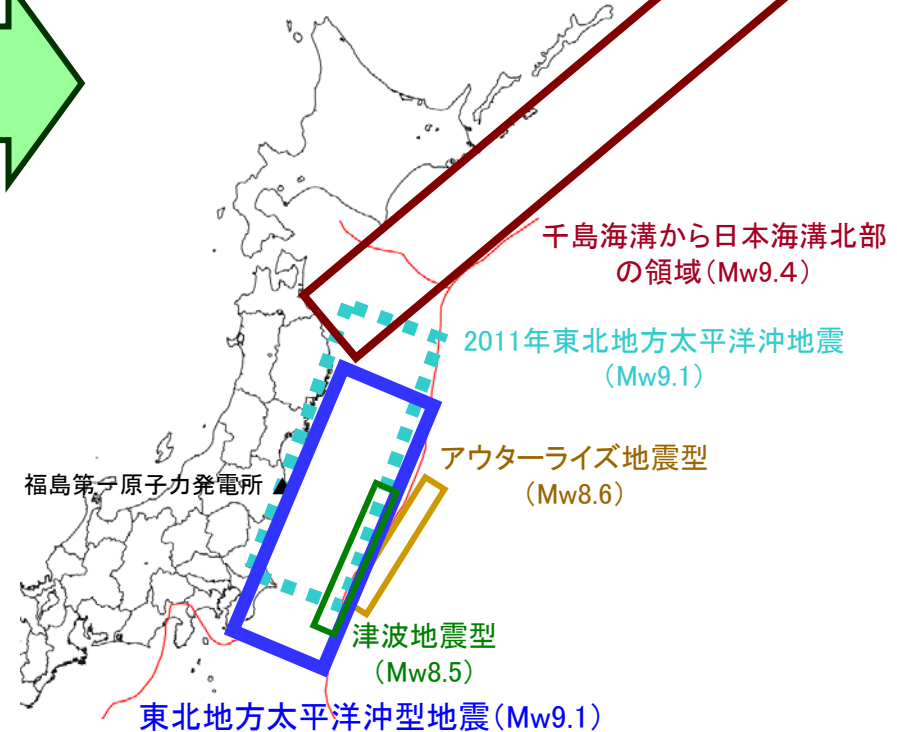 千島海溝から日本海溝北部
の領域（Mw9.4）
2011年東北地方太平洋沖地震
（Mw9.1）
アウターライズ地震型
（Mw8.6）
福島第一原子力発電所 ▲
津波地震型
（Mw8.5）
東北地方太平洋沖型地震（Mw9.1）